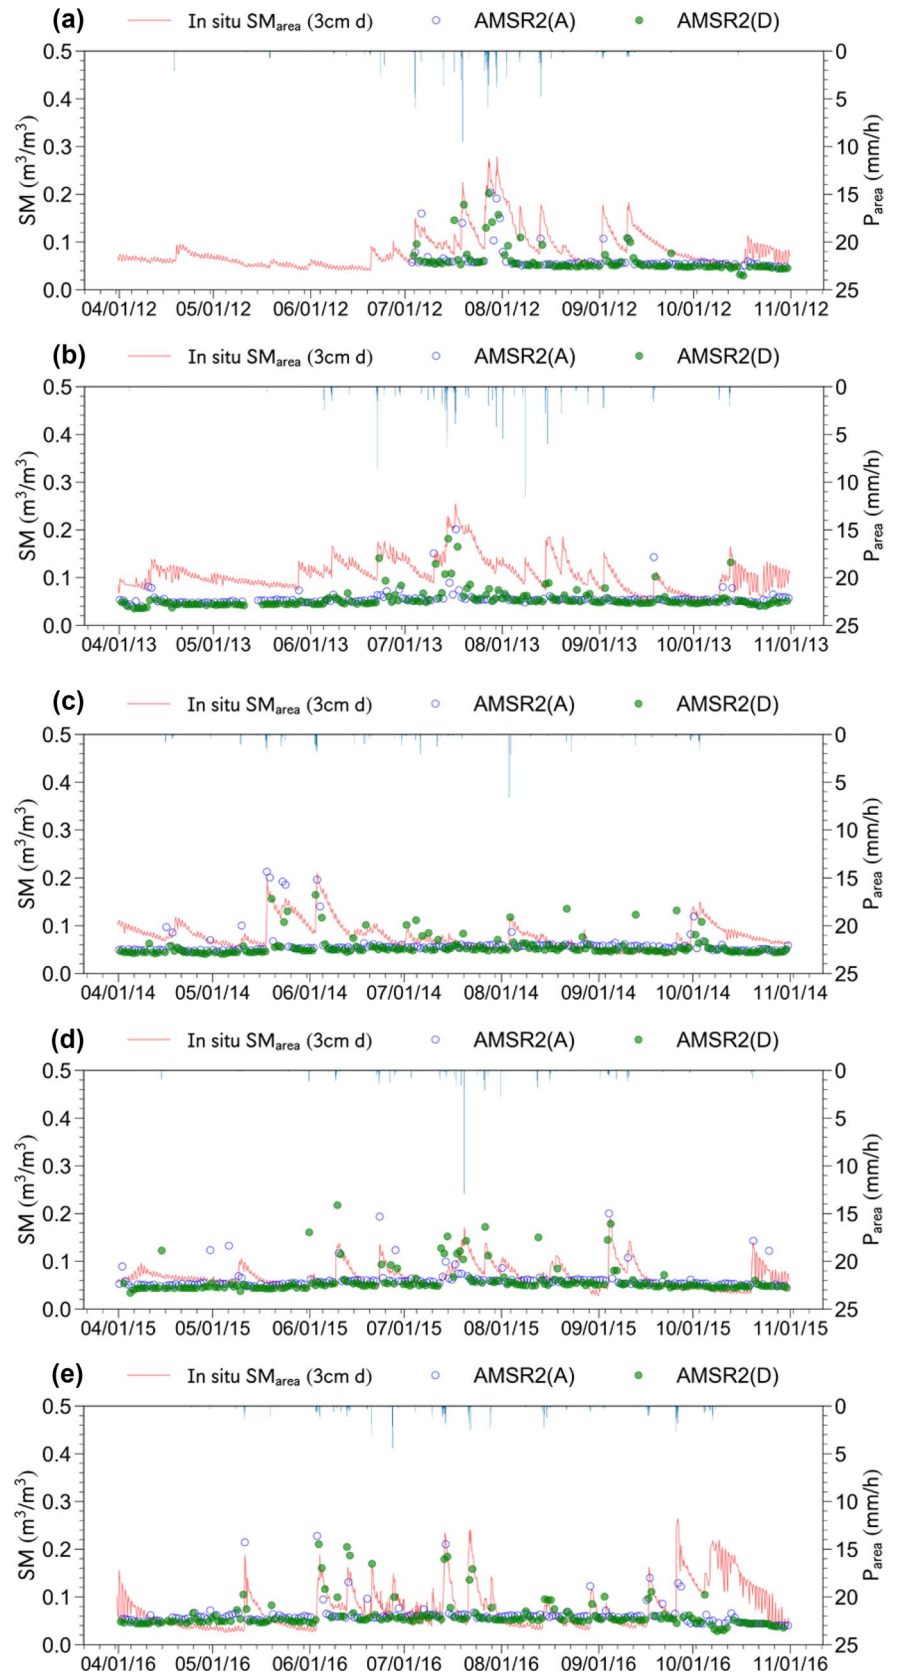 (a) In situ SMarea (3cm d) AMSR2(A) AMSR2(D)
0.5 0
0.4 5
0.3 10
0.2 15
0.1 20
0.0 25
SM (m³/m³) Parea (mm/h)
04/01/12 05/01/12 06/01/12 07/01/12 08/01/12 09/01/12 10/01/12 11/01/12
(b) In situ SMarea (3cm d) AMSR2(A) AMSR2(D)
0.5 0
0.4 5
0.3 10
0.2 15
0.1 20
0.0 25
SM (m³/m³) Parea (mm/h)
04/01/13 05/01/13 06/01/13 07/01/13 08/01/13 09/01/13 10/01/13 11/01/13
(c) In situ SMarea (3cm d) AMSR2(A) AMSR2(D)
0.5 0
0.4 5
0.3 10
0.2 15
0.1 20
0.0 25
SM (m³/m³) Parea (mm/h)
04/01/14 05/01/14 06/01/14 07/01/14 08/01/14 09/01/14 10/01/14 11/01/14
(d) In situ SMarea (3cm d) AMSR2(A) AMSR2(D)
0.5 0
0.4 5
0.3 10
0.2 15
0.1 20
0.0 25
SM (m³/m³) Parea (mm/h)
04/01/15 05/01/15 06/01/15 07/01/15 08/01/15 09/01/15 10/01/15 11/01/15
(e) In situ SMarea (3cm d) AMSR2(A) AMSR2(D)
0.5 0
0.4 5
0.3 10
0.2 15
0.1 20
0.0 25
SM (m³/m³) Parea (mm/h)
04/01/16 05/01/16 06/01/16 07/01/16 08/01/16 09/01/16 10/01/16 11/01/16